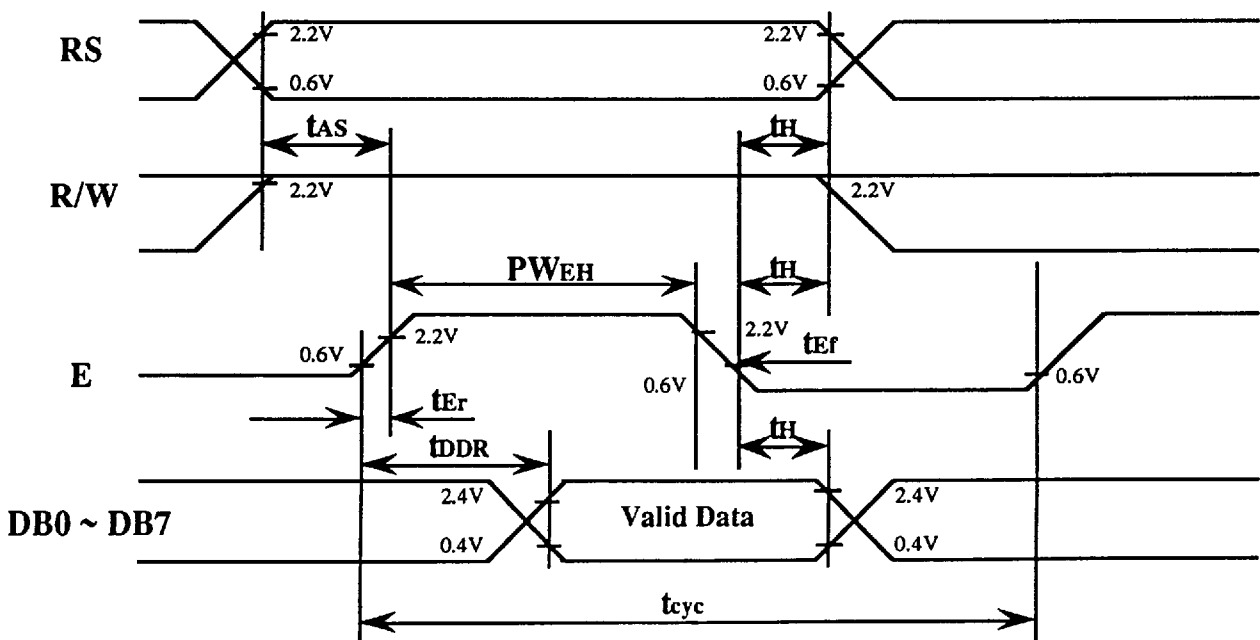 RS
2.2V
2.2V
0.6V
0.6V
tAS
tH
R/W
2.2V
2.2V
PWEH
tH
E
0.6V
2.2V
2.2V
tEf
0.6V
0.6V
tEr
tH
tDDR
DB0 ~ DB7
2.4V
Valid Data
2.4V
0.4V
0.4V
tcyc